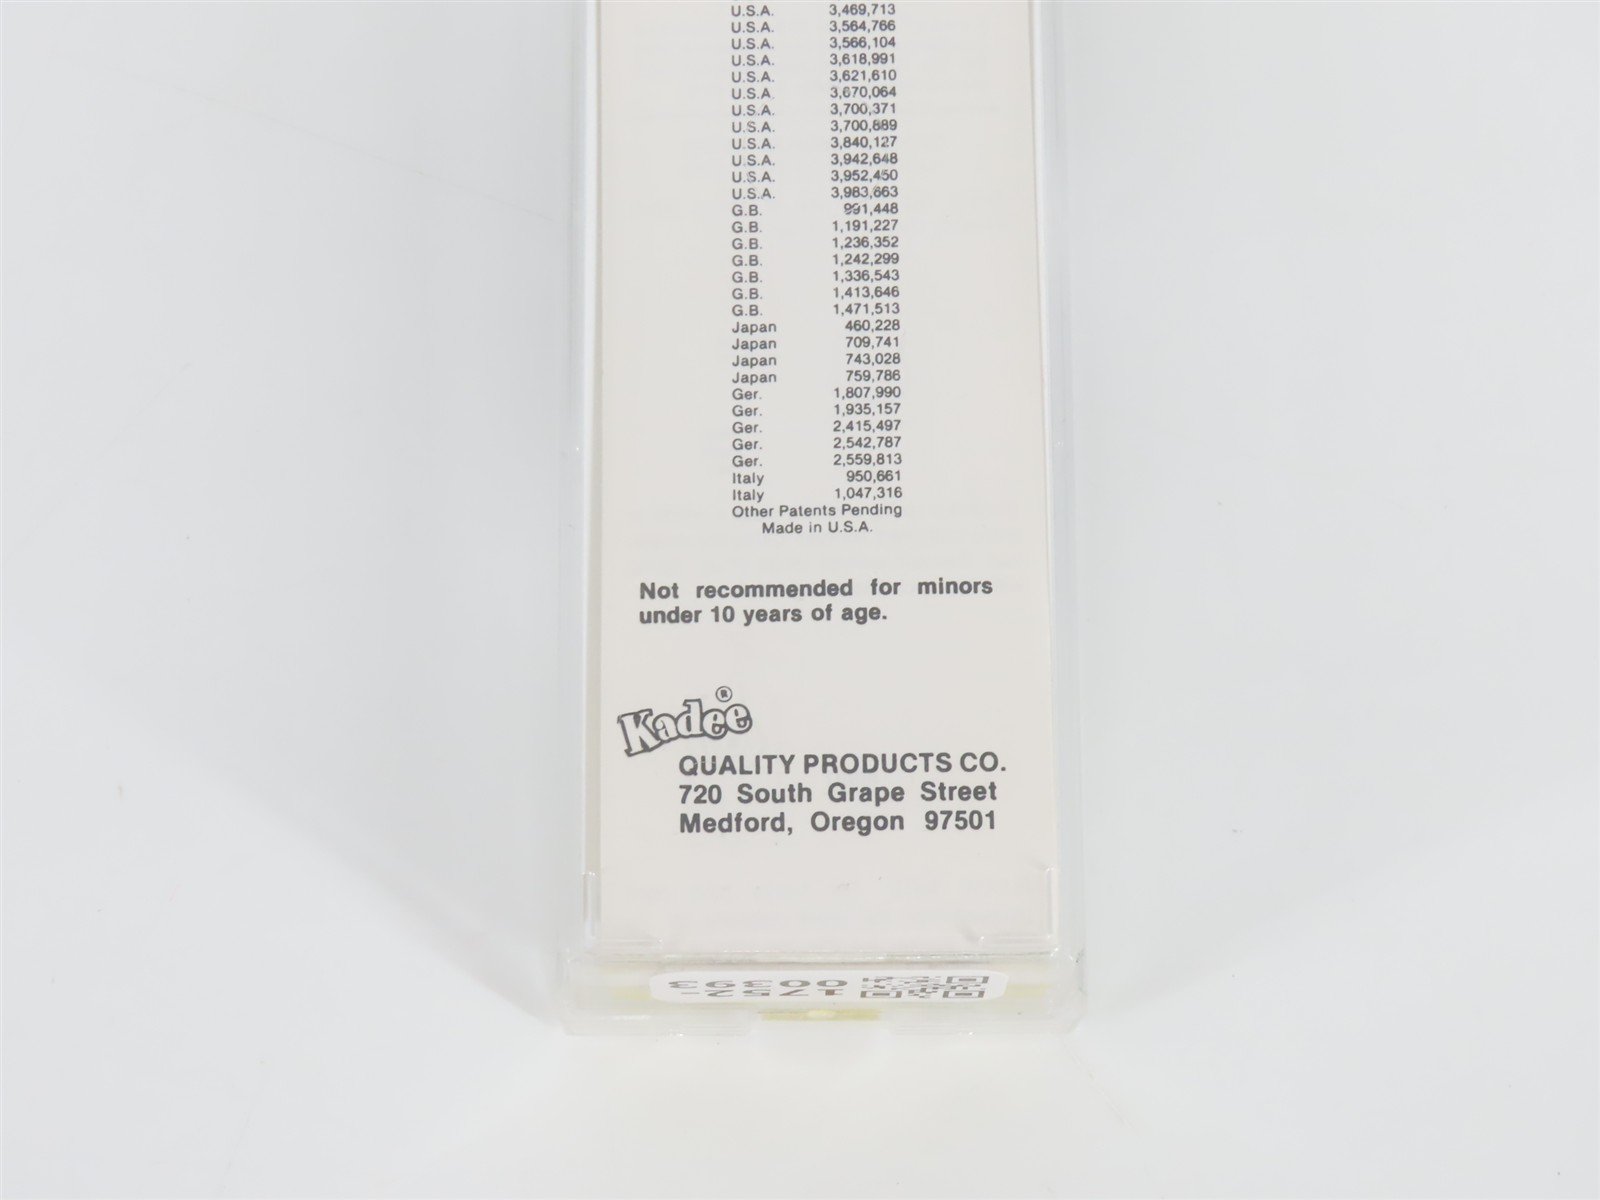 U.S.A. 3,469,713
U.S.A. 3,564,766
U.S.A. 3,566,104
U.S.A. 3,618,991
U.S.A. 3,621,610
U.S.A. 3,670,064
U.S.A. 3,700,371
U.S.A. 3,700,889
U.S.A. 3,840,127
U.S.A. 3,942,648
U.S.A. 3,952,450
U.S.A. 3,983,663
G.B. 991,448
G.B. 1,191,227
G.B. 1,236,352
G.B. 1,242,299
G.B. 1,336,543
G.B. 1,413,646
G.B. 1,471,513
Japan 460,228
Japan 709,741
Japan 743,028
Japan 759,786
Ger. 1,807,990
Ger. 1,935,157
Ger. 2,415,497
Ger. 2,542,787
Ger. 2,559,813
Italy 950,661
Italy 1,047,316
Other Patents Pending
Made in U.S.A.
Not recommended for minors
under 10 years of age.
Kadee®
QUALITY PRODUCTS CO.
720 South Grape Street
Medford, Oregon 97501